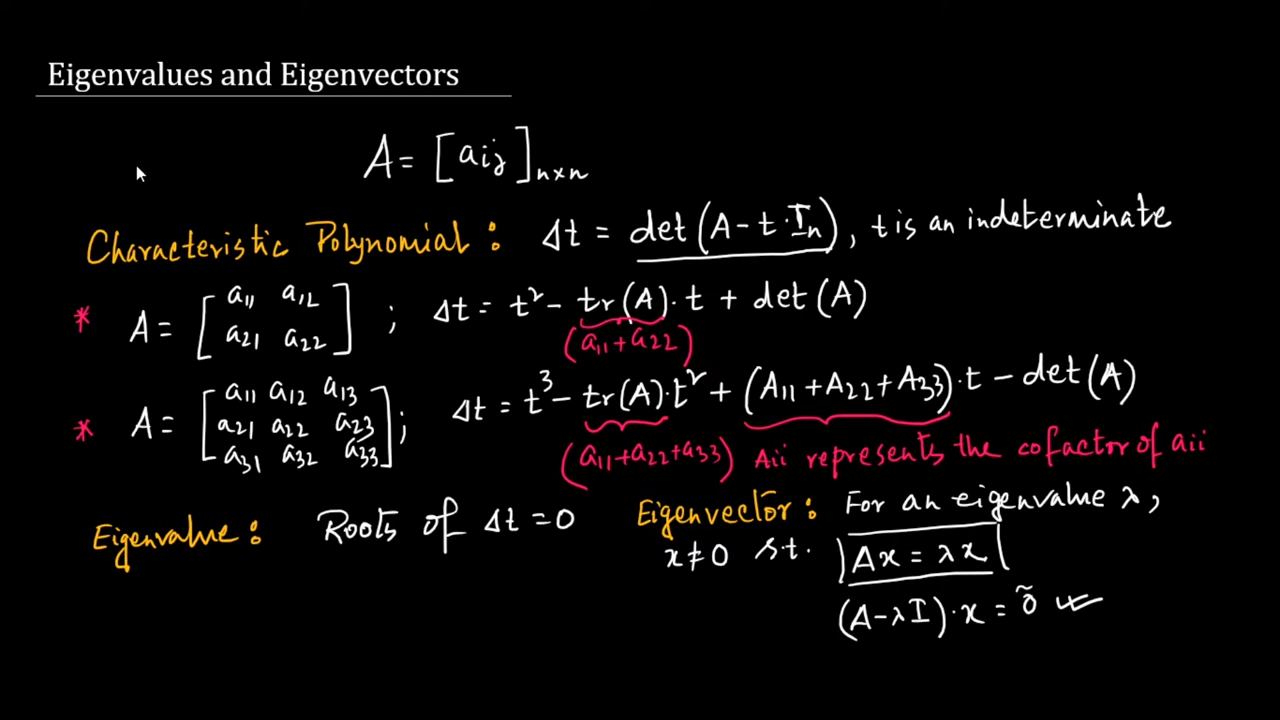 Eigenvalues and Eigenvectors
A = [aij]n×n
Characteristic Polynomial : Δt = det(A − t·In), t is an indeterminate
* A = [a11 a12
a21 a22] ; Δt = t² − tr(A)·t + det(A)
(a11+a22)
* A = [a11 a12 a13
a21 a22 a23
a31 a32 a33] ; Δt = t³ − tr(A)·t² + (A11 + A22 + A33)·t − det(A)
(a11+a22+a33) Aii represents the cofactor of aii
Eigenvalue : Roots of Δt = 0
Eigenvector : For an eigenvalue λ,
x ≠ 0 s.t. Ax = λx
(A−λI)·x = 0̃